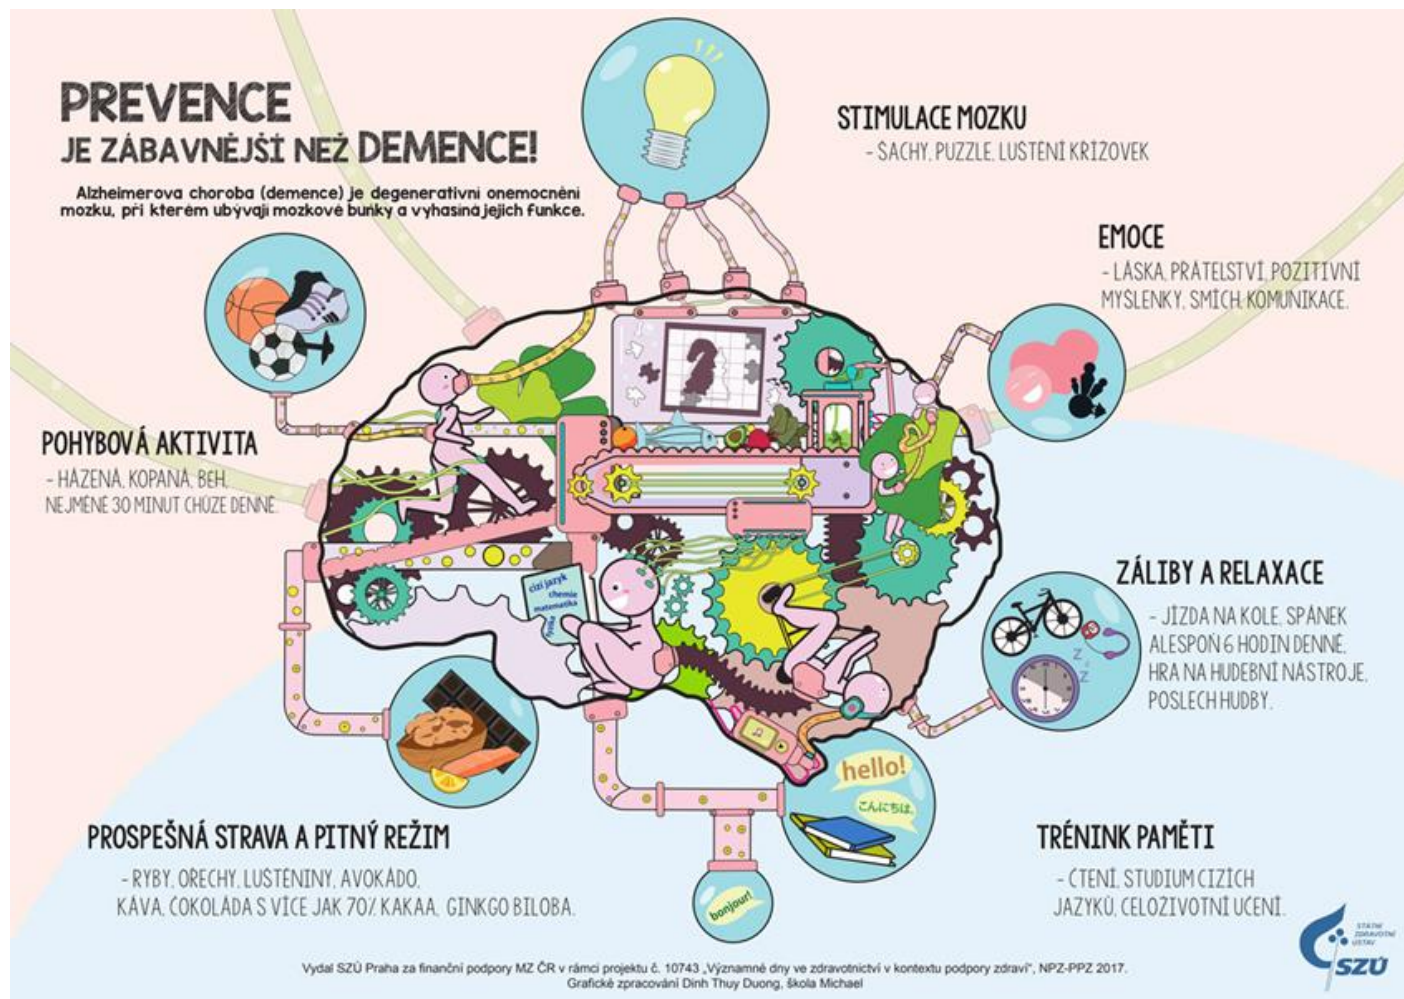 PREVENCE
JE ZÁBAVNĚJŠÍ NEŽ DEMENCE!
Alzheimerova choroba (demence) je degenerativní onemocnění
mozku, při kterém ubývají mozkové buňky a vyhasíná jejich funkce.
STIMULACE MOZKU
- ŠACHY, PUZZLE, LUŠTĚNÍ KŘÍŽOVEK
EMOCE
- LÁSKA, PŘÁTELSTVÍ, POZITIVNÍ
MYŠLENKY, SMÍCH, KOMUNIKACE.
POHYBOVÁ AKTIVITA
- HÁZENÁ, KOPANÁ, BĚH,
NEJMÉNĚ 30 MINUT CHŮZE DENNĚ.
cizí jazyk
chemie
matematika
fyzika
ZÁLIBY A RELAXACE
- JÍZDA NA KOLE, SPÁNEK
ALESPOŇ 6 HODIN DENNĚ,
HRA NA HUDEBNÍ NÁSTROJE,
POSLECH HUDBY.
Z
Z
Z
hello!
こんにちは
bonjour!
PROSPEŠNÁ STRAVA A PITNÝ REŽIM
- RYBY, OŘECHY, LUŠTĚNINY, AVOKÁDO,
KÁVA, ČOKOLÁDA S VÍCE JAK 70% KAKAA, GINKGO BILOBA.
TRÉNINK PAMĚTI
- ČTENÍ, STUDIUM CIZÍCH
JAZYKŮ, CELOŽIVOTNÍ UČENÍ.
STÁTNÍ
ZDRAVOTNÍ
ÚSTAV
SZÚ
Vydal SZÚ Praha za finanční podpory MZ ČR v rámci projektu č. 10743 „Významné dny ve zdravotnictví v kontextu podpory zdraví“, NPZ-PPZ 2017.
Grafické zpracování Dinh Thuy Duong, škola Michael